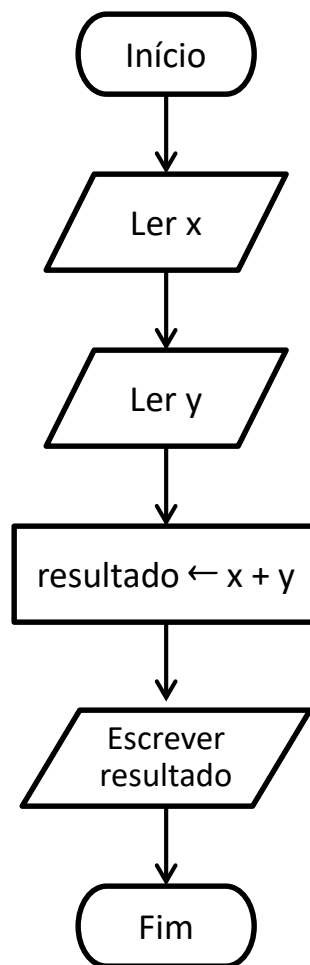 Início
Ler x
Ler y
resultado ← x + y
Escrever
resultado
Fim